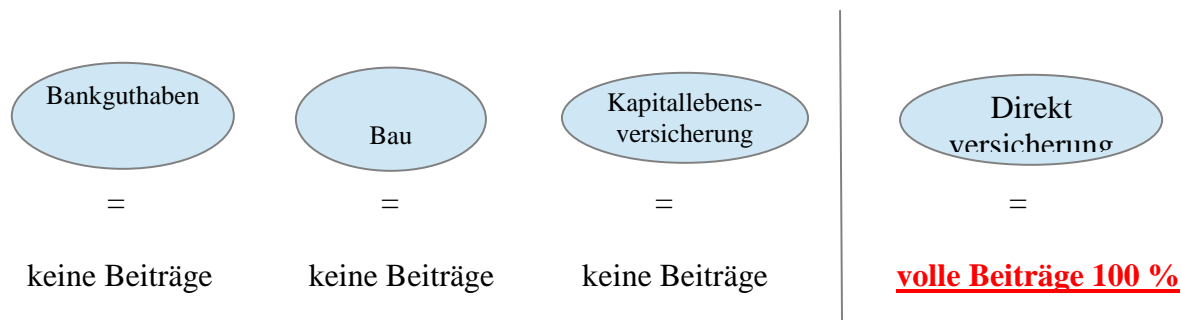 Bankguthaben
Bau
Kapitallebens-
versicherung
Direkt
versicherung
= = = =
keine Beiträge keine Beiträge keine Beiträge volle Beiträge 100 %